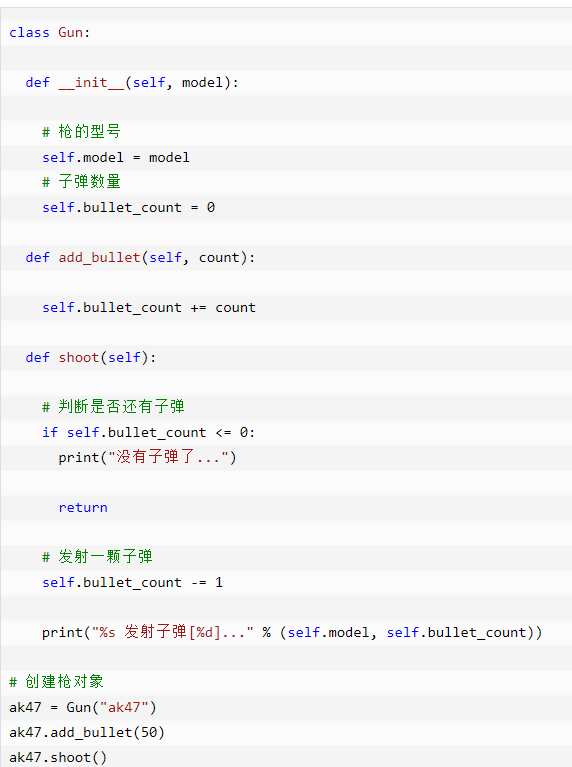 class Gun:
def __init__(self, model):
# 枪的型号
self.model = model
# 子弹数量
self.bullet_count = 0
def add_bullet(self, count):
self.bullet_count += count
def shoot(self):
# 判断是否还有子弹
if self.bullet_count <= 0:
print("没有子弹了...")
return
# 发射一颗子弹
self.bullet_count -= 1
print("%s 发射子弹[%d]..." % (self.model, self.bullet_count))
# 创建枪对象
ak47 = Gun("ak47")
ak47.add_bullet(50)
ak47.shoot()